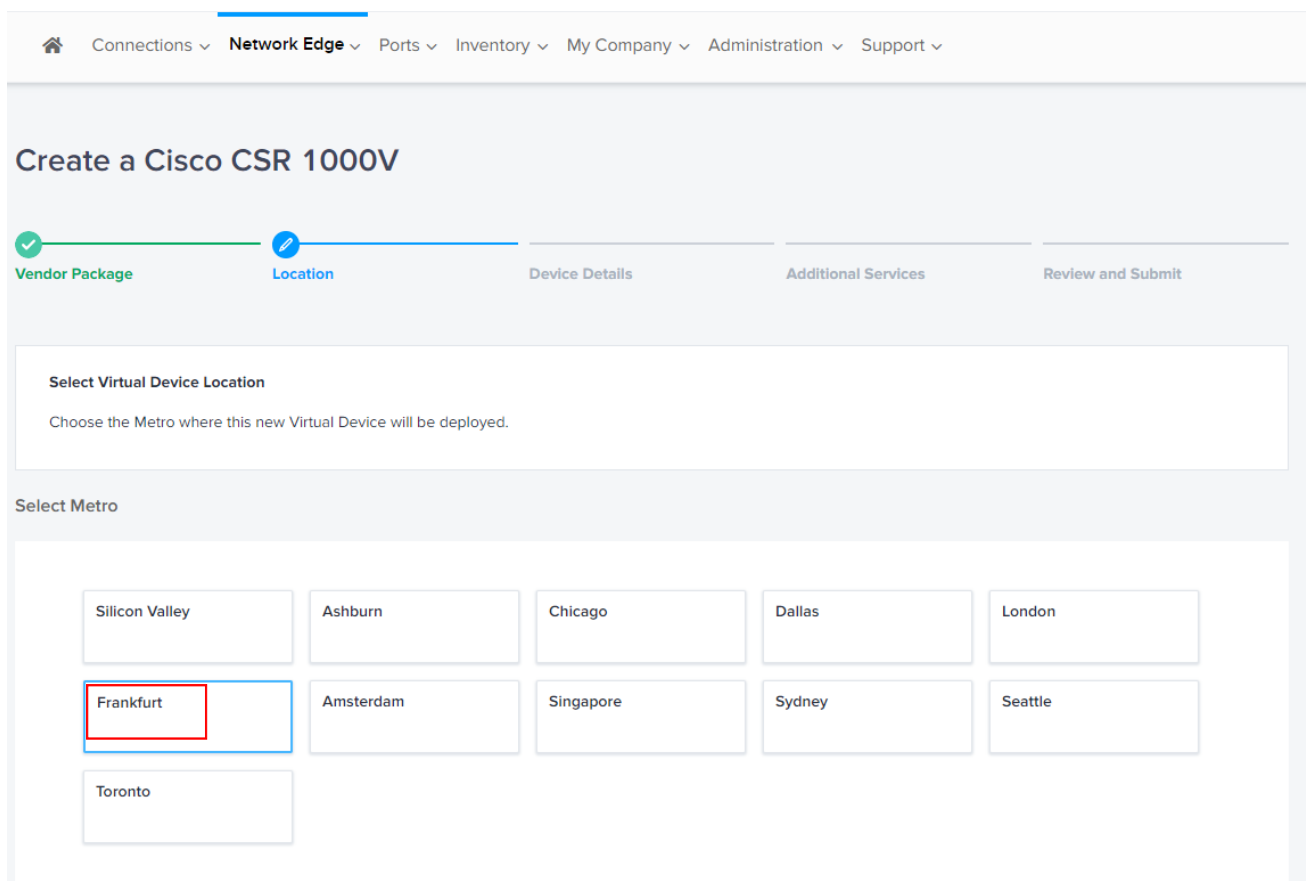 Connections Network Edge Ports Inventory My Company Administration Support
Create a Cisco CSR 1000V
Vendor Package Location Device Details Additional Services Review and Submit
Select Virtual Device Location
Choose the Metro where this new Virtual Device will be deployed.
Select Metro
Silicon Valley Ashburn Chicago Dallas London
Frankfurt Amsterdam Singapore Sydney Seattle
Toronto